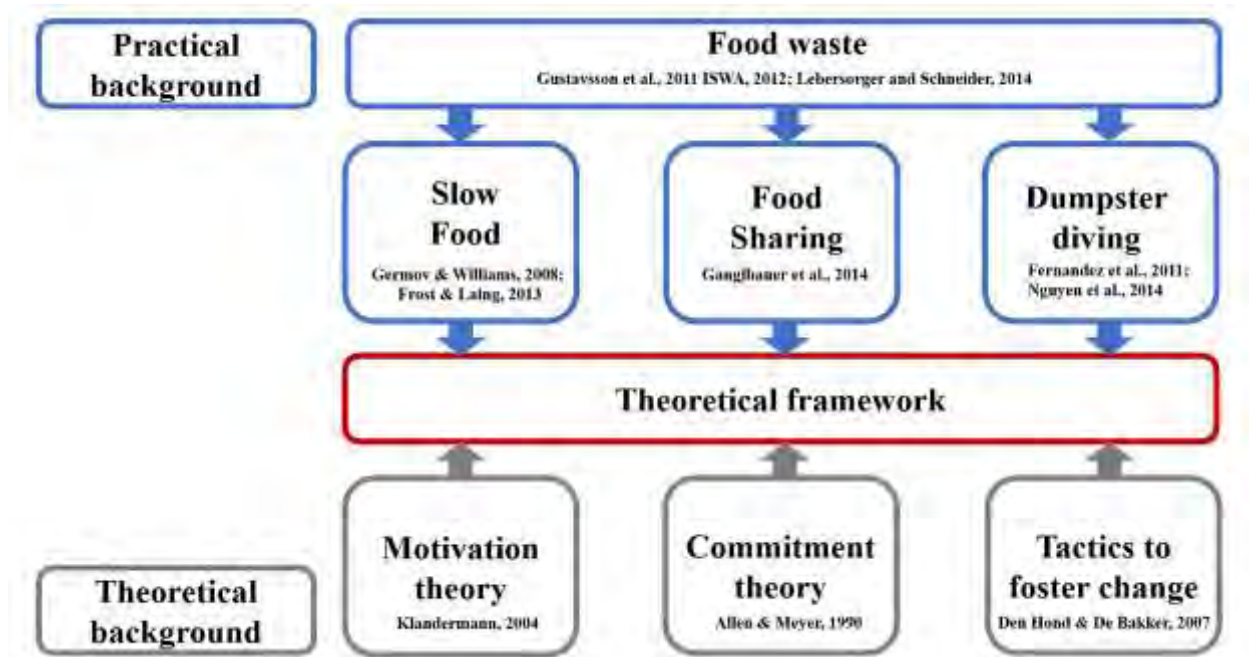 Practical
background
Food waste
Gustavsson et al., 2011 ISWA, 2012; Lebersorger and Schneider, 2014
Slow
Food
Germov & Williams, 2008;
Frost & Laing, 2013
Food
Sharing
Ganglbauer et al., 2014
Dumpster
diving
Fernandez et al., 2011;
Nguyen et al., 2014
Theoretical framework
Motivation
theory
Klandermann, 2004
Commitment
theory
Allen & Meyer, 1990
Tactics to
foster change
Den Hond & De Bakker, 2007
Theoretical
background